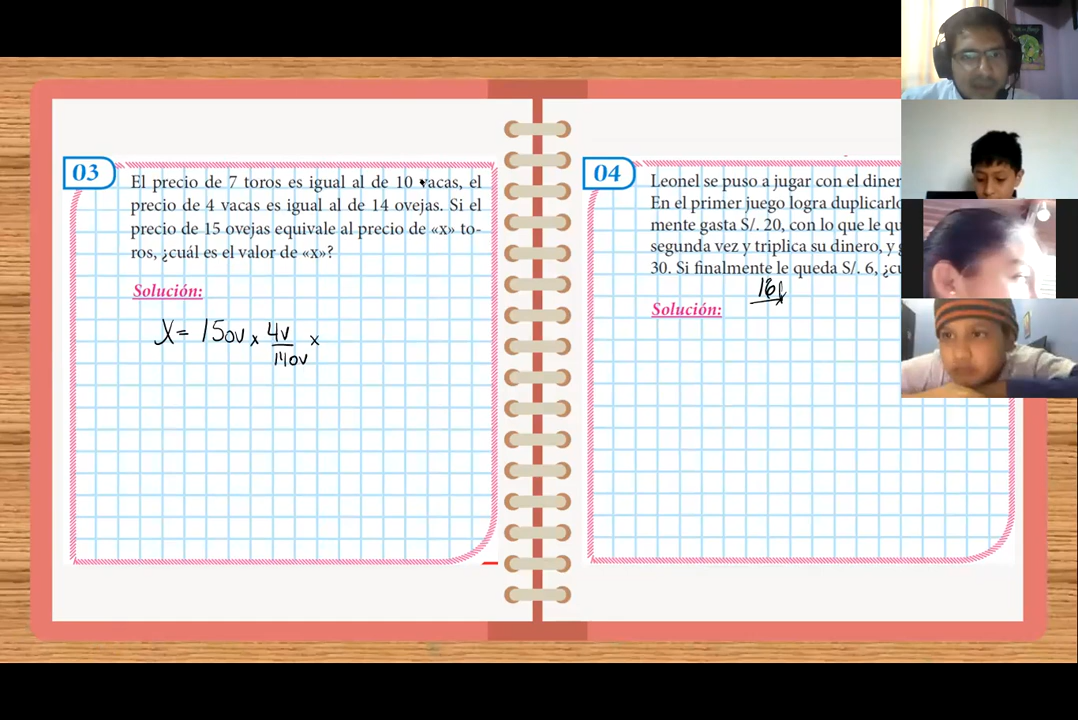 03
El precio de 7 toros es igual al de 10 vacas, el
precio de 4 vacas es igual al de 14 ovejas. Si el
precio de 15 ovejas equivale al precio de «x» to-
ros, ¿cuál es el valor de «x»?
Solución:
X = 15ov x 4v x
14ov
04
Leonel se puso a jugar con el diner
En el primer juego logra duplicarlo
mente gasta S/. 20, con lo que le qu
segunda vez y triplica su dinero, y
30. Si finalmente le queda S/. 6, ¿cu
Solución: